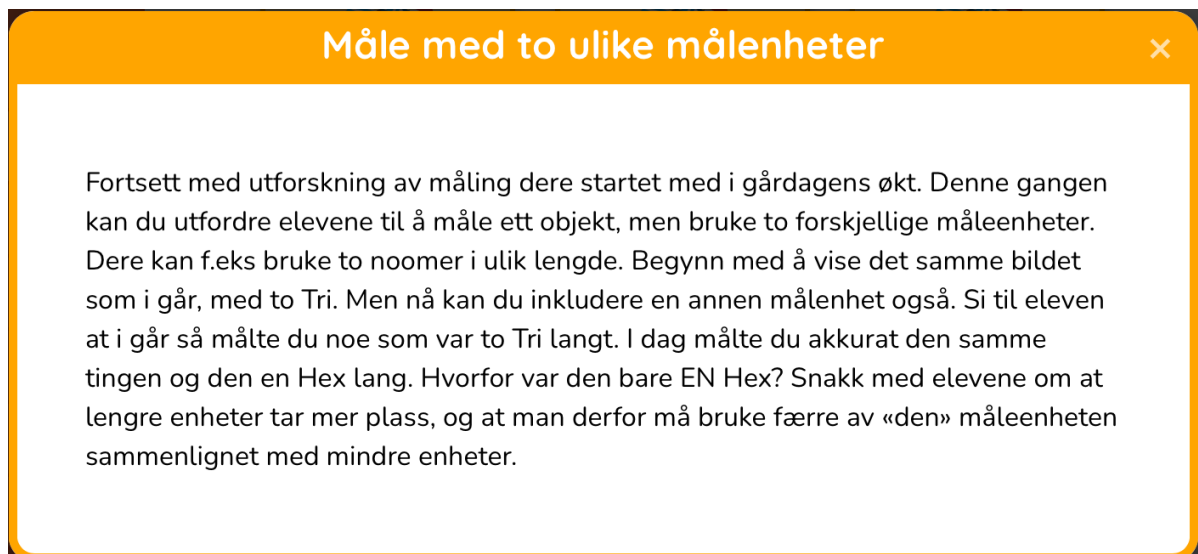 Måle med to ulike målenheter
Fortsett med utforskning av måling dere startet med i gårdagens økt. Denne gangen
kan du utfordre elevene til å måle ett objekt, men bruke to forskjellige måleenheter.
Dere kan f.eks bruke to noomer i ulik lengde. Begynn med å vise det samme bildet
som i går, med to Tri. Men nå kan du inkludere en annen målenhet også. Si til eleven
at i går så målte du noe som var to Tri langt. I dag målte du akkurat den samme
tingen og den en Hex lang. Hvorfor var den bare EN Hex? Snakk med elevene om at
lengre enheter tar mer plass, og at man derfor må bruke færre av «den» måleenheten
sammenlignet med mindre enheter.